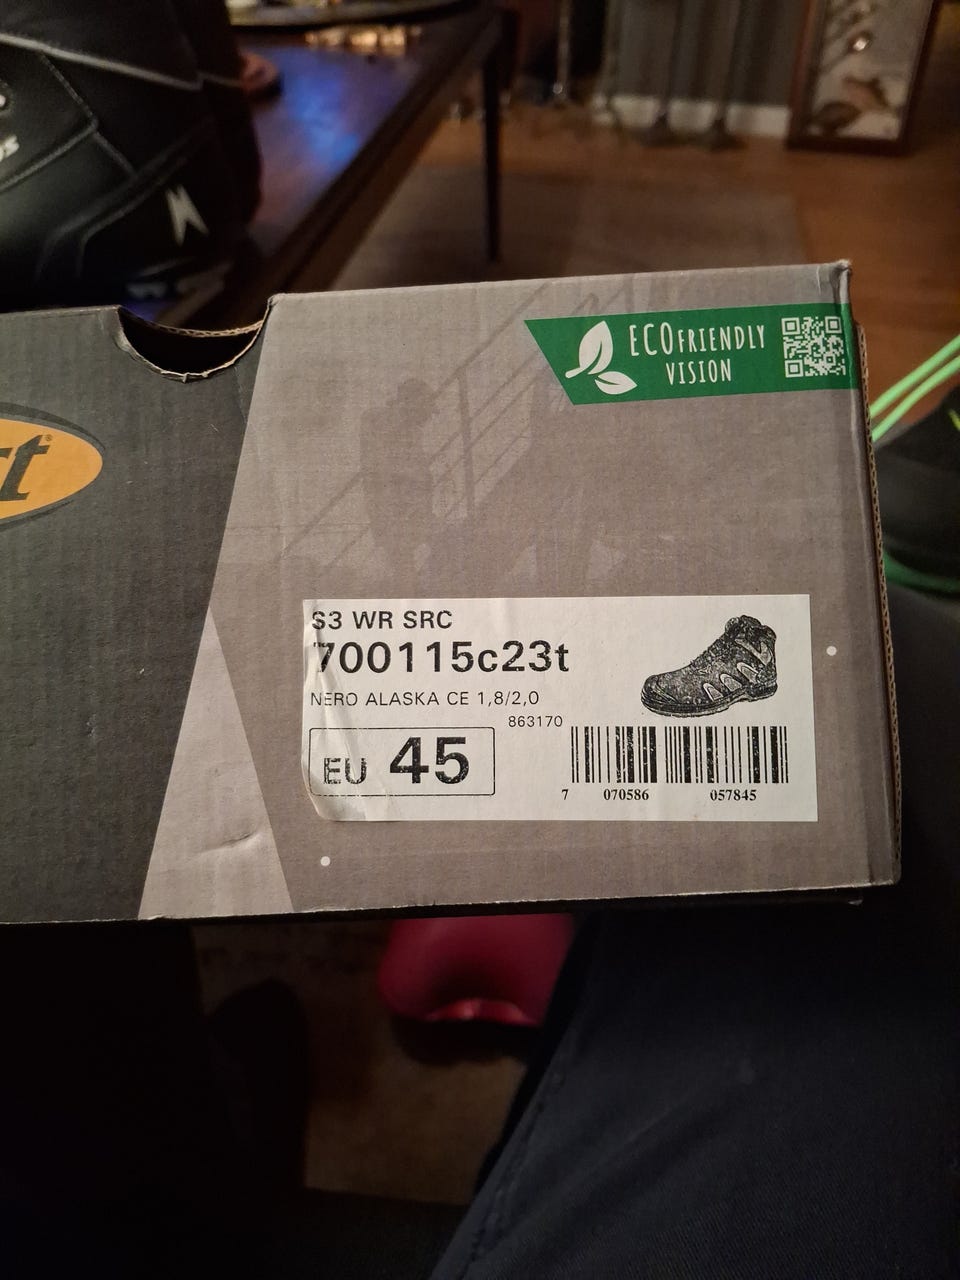 ECOFRIENDLY
VISION
rt®
S3 WR SRC
700115c23t
NERO ALASKA CE 1,8/2,0
863170
EU 45
7 070586 057845